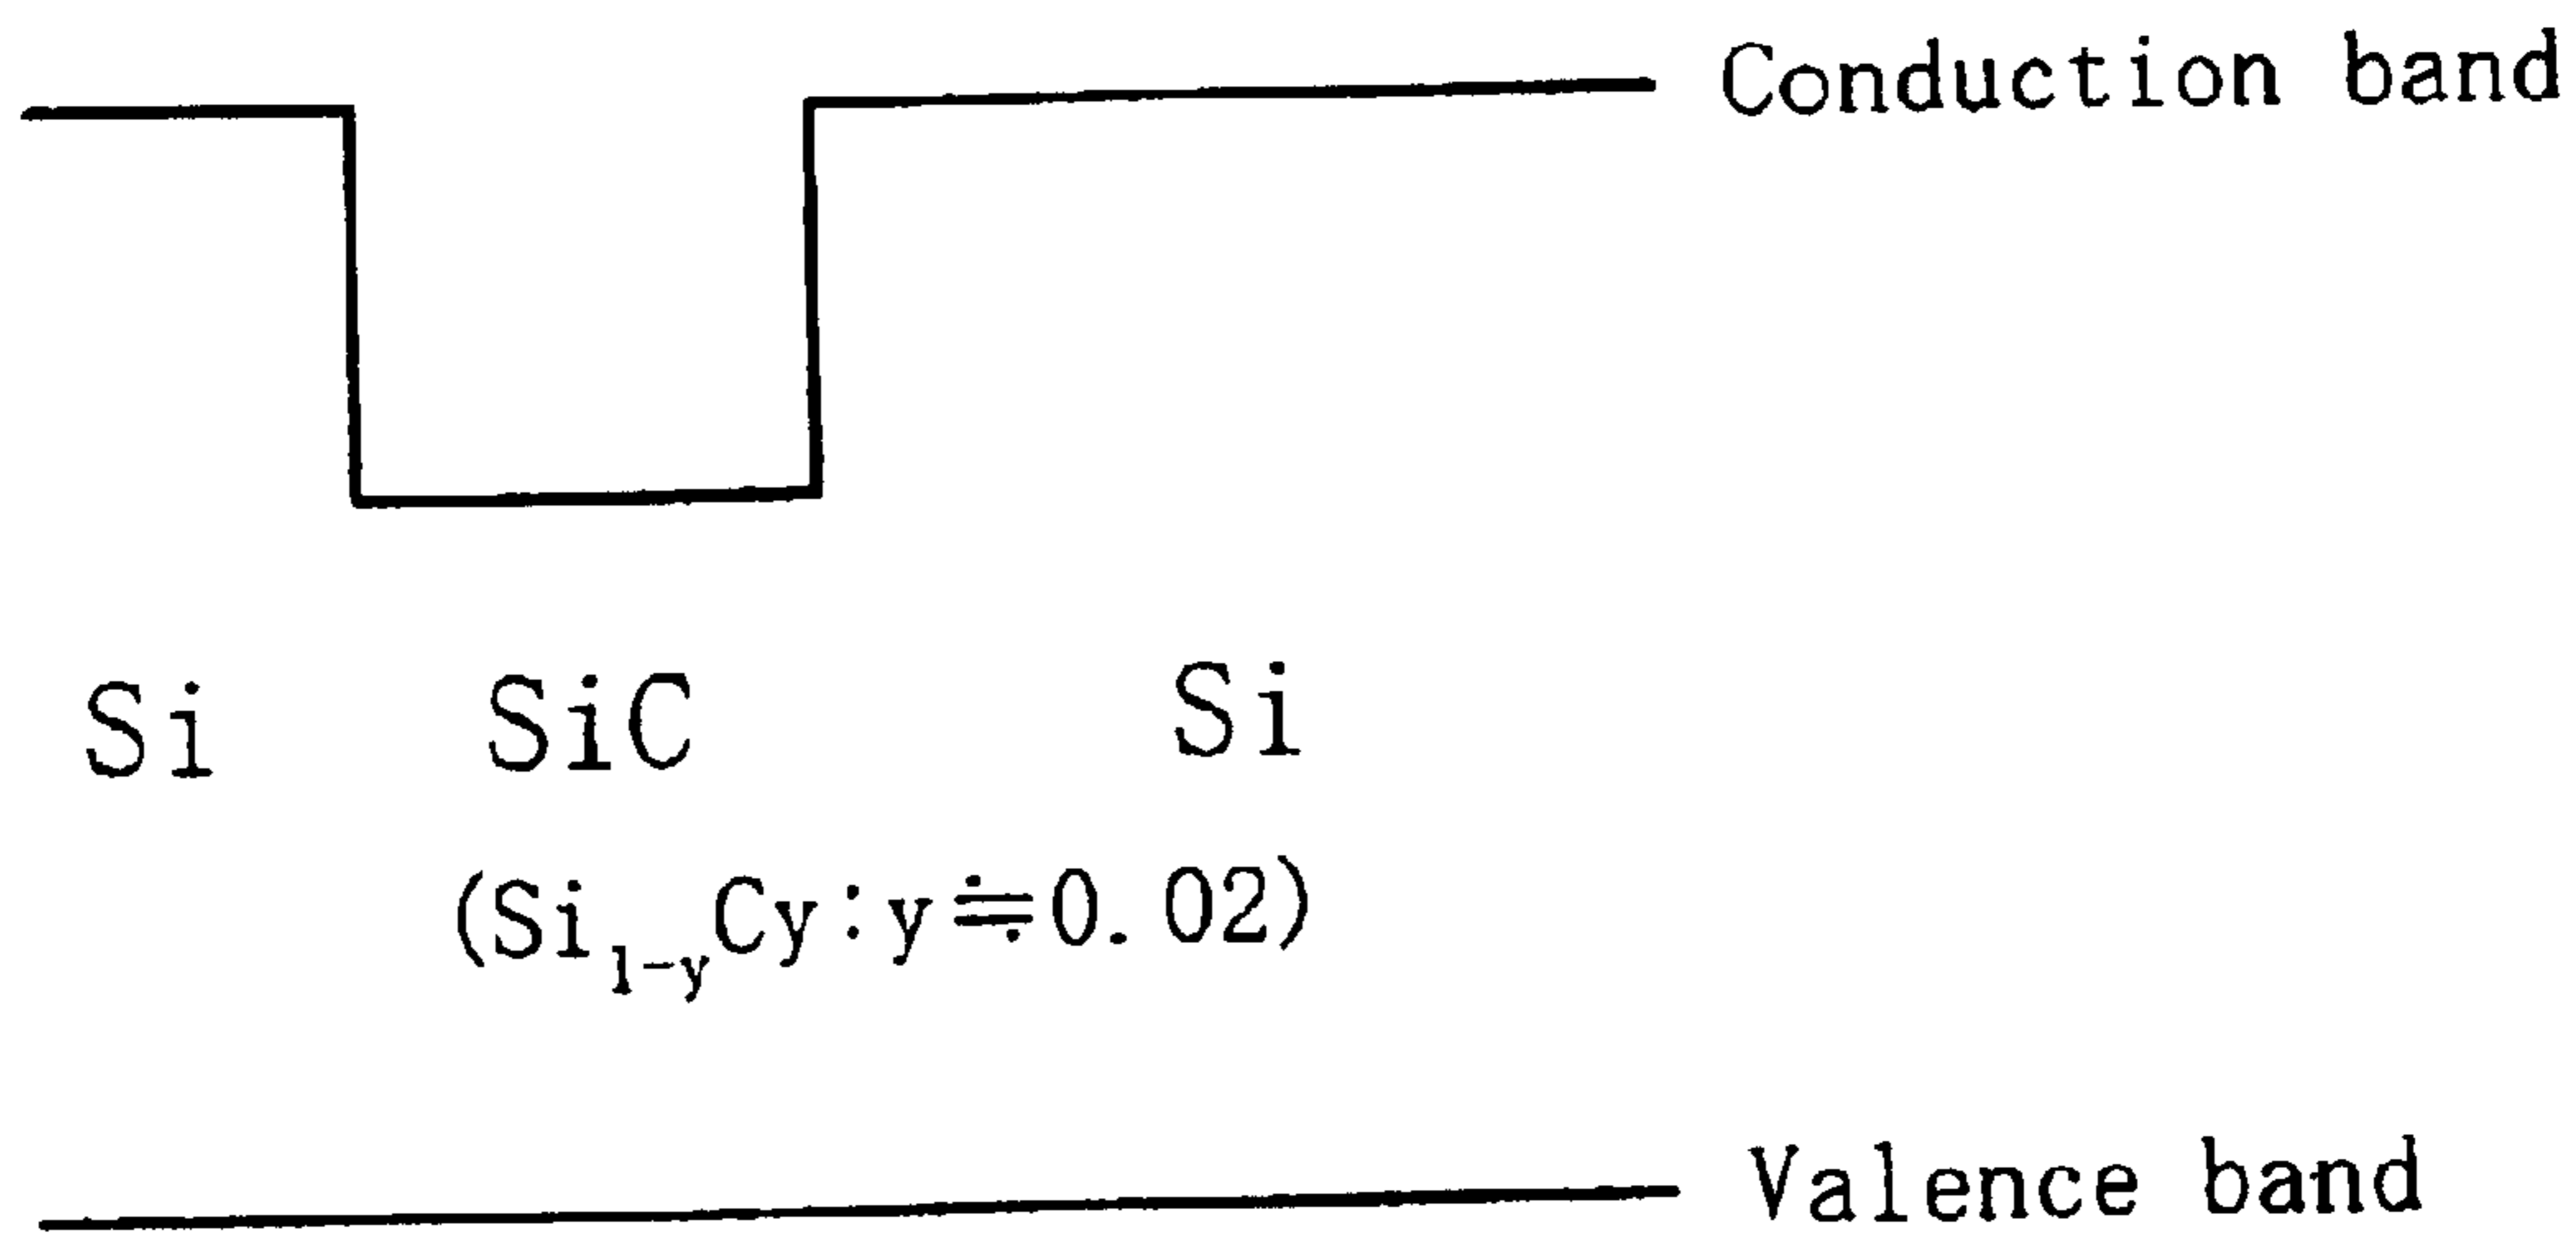 Conduction band
Si SiC Si
(Si₁₋yCy:y≒0.02)
Valence band